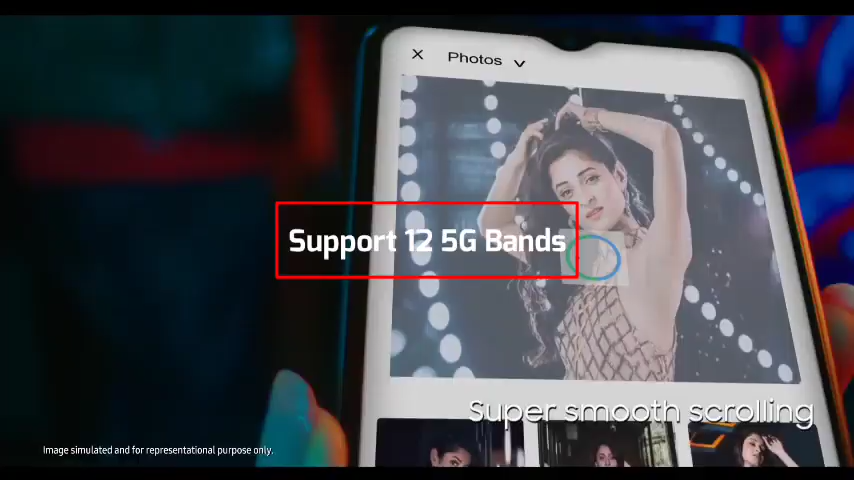 Photos
Support 12 5G Bands
Super smooth scrolling
Image simulated and for representational purpose only.